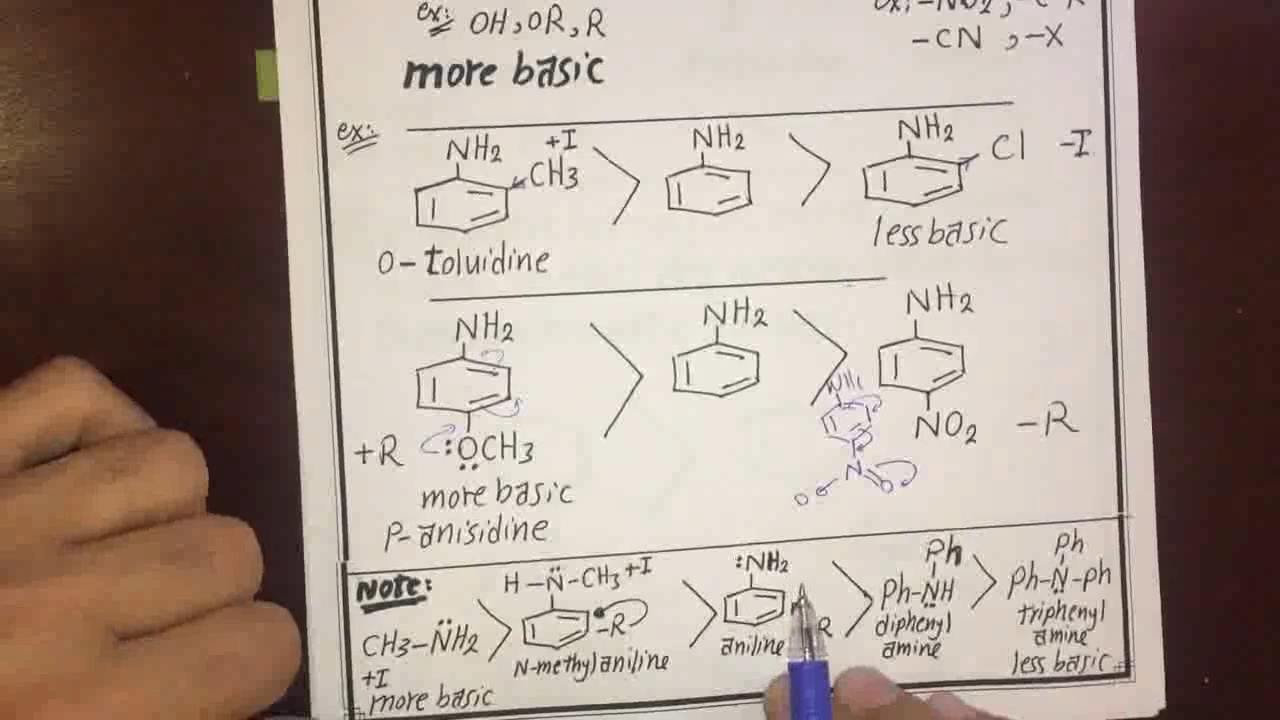 ex: OH, OR, R
-CN, -X
more basic
ex:
NH2 +I CH3 > NH2 > NH2 Cl -I
o-toluidine
less basic
NH2 > NH2 > NH2
+R :OCH3
NH2
N
O
NO2 -R
more basic
P-anisidine
Note:
CH3-NH2 > H-N-CH3 +I > :NH2 > Ph Ph-NH > Ph Ph-N-Ph
+I
-R
R
more basic
N-methylaniline
aniline
diphenyl
amine
triphenyl
amine
less basic